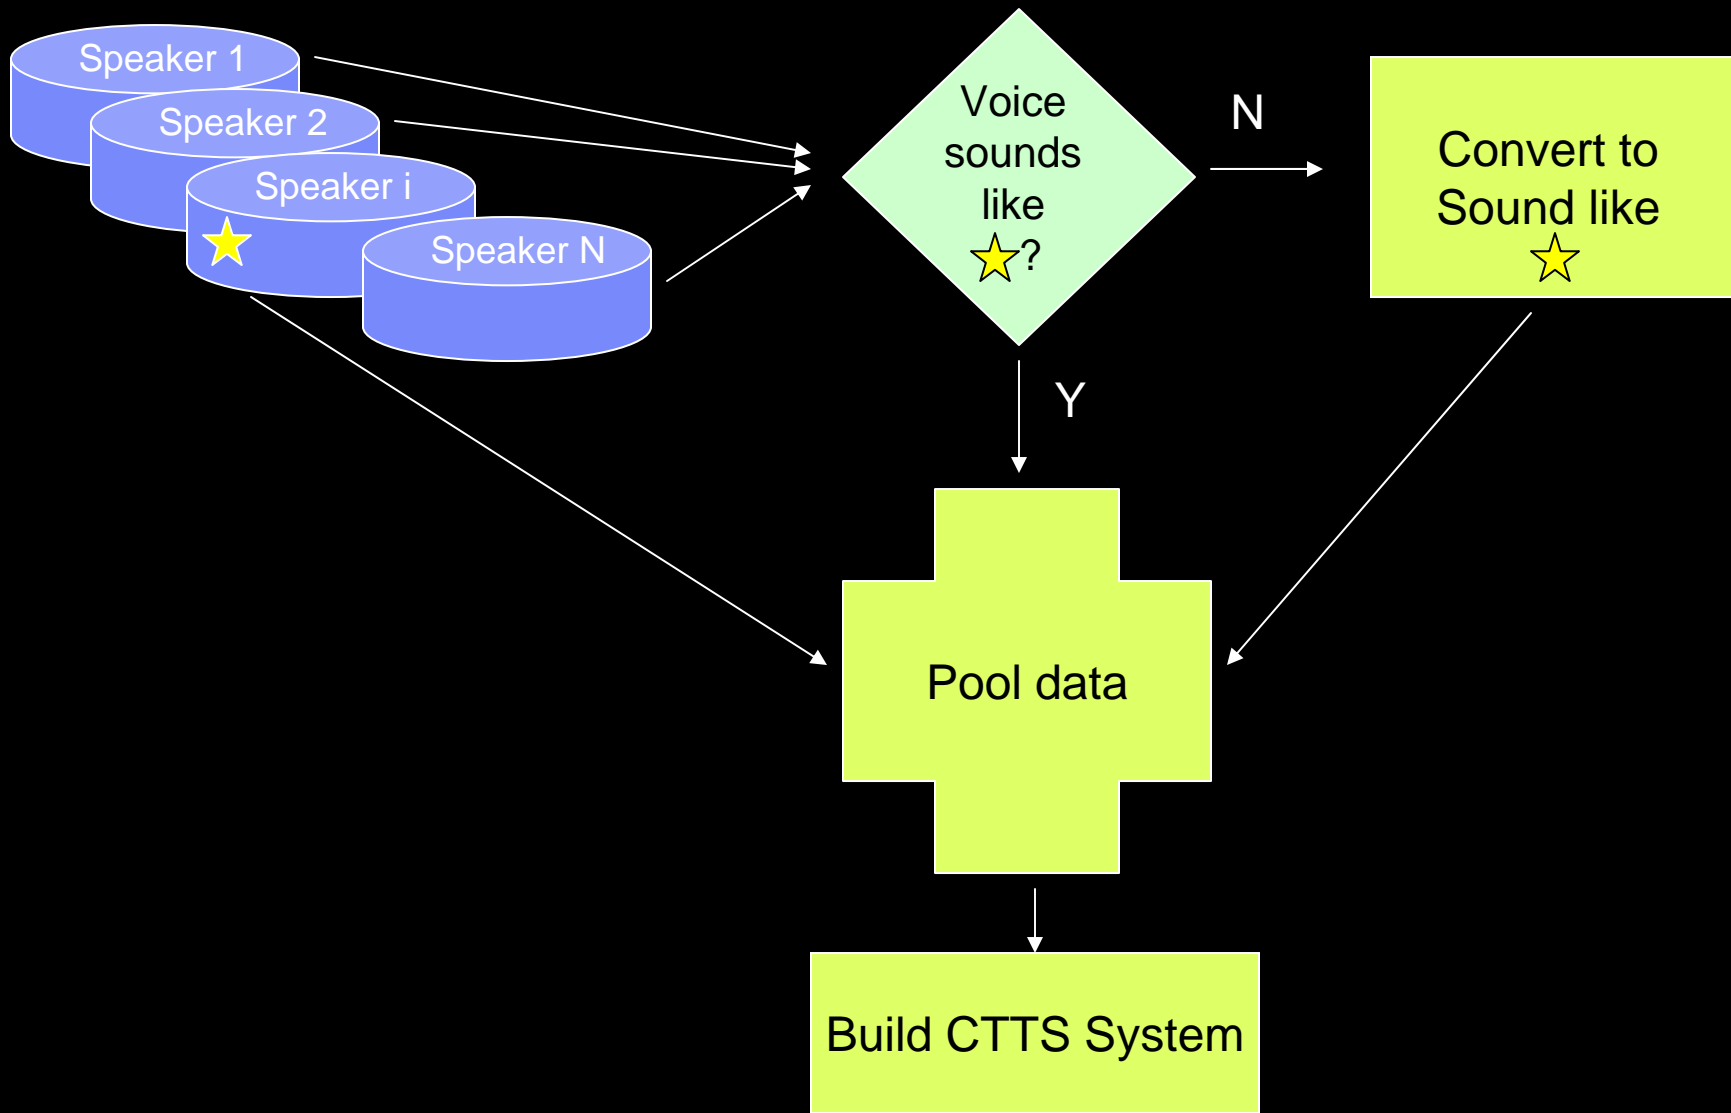 Speaker 1
Speaker 2
Speaker i
Speaker N
Voice
sounds
like
?
N
Convert to
Sound like
Y
Pool data
Build CTTS System